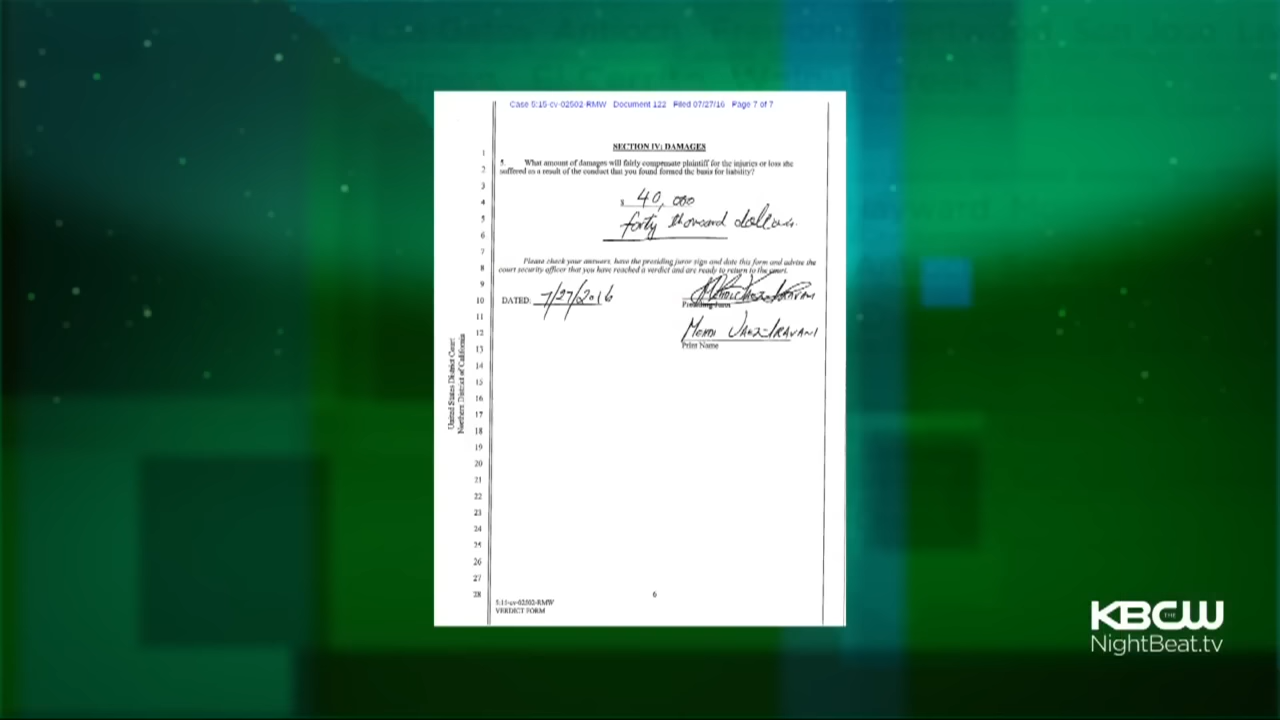 Case 5:15-cv-02502-RMW Document 122 Filed 07/27/16 Page 7 of 7
SECTION IV: DAMAGES
5. What amount of damages will fairly compensate plaintiff for the injuries or loss she
suffered as a result of the conduct that you found formed the basis for liability?
$ 40,000
forty thousand dollars.
Please check your answers, have the presiding juror sign and date this form and advise the
court security officer that you have reached a verdict and are ready to return to the court.
DATED: 7/27/2016
Presiding Juror
Print Name
1
2
3
4
5
6
7
8
9
10
11
12
13
14
15
16
17
18
19
20
21
22
23
24
25
26
27
28
United States District Court
Northern District of California
6
5:15-cv-02502-RMW
VERDICT FORM
KBCW
THE
NightBeat.tv